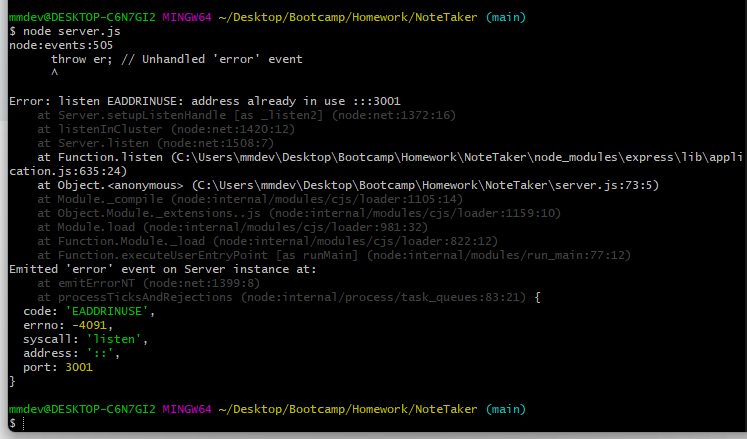 mmdev@DESKTOP-C6N7GI2 MINGW64 ~/Desktop/Bootcamp/Homework/NoteTaker (main)
$ node server.js
node:events:505
      throw er; // Unhandled 'error' event
      ^

Error: listen EADDRINUSE: address already in use :::3001
    at Server.setupListenHandle [as _listen2] (node:net:1372:16)
    at listenInCluster (node:net:1420:12)
    at Server.listen (node:net:1508:7)
    at Function.listen (C:\Users\mmdev\Desktop\Bootcamp\Homework\NoteTaker\node_modules\express\lib\appli
cation.js:635:24)
    at Object.<anonymous> (C:\Users\mmdev\Desktop\Bootcamp\Homework\NoteTaker\server.js:73:5)
    at Module._compile (node:internal/modules/cjs/loader:1105:14)
    at Object.Module._extensions..js (node:internal/modules/cjs/loader:1159:10)
    at Module.load (node:internal/modules/cjs/loader:981:32)
    at Function.Module._load (node:internal/modules/cjs/loader:822:12)
    at Function.executeUserEntryPoint [as runMain] (node:internal/modules/run_main:77:12)
Emitted 'error' event on Server instance at:
    at emitErrorNT (node:net:1399:8)
    at processTicksAndRejections (node:internal/process/task_queues:83:21) {
  code: 'EADDRINUSE',
  errno: -4091,
  syscall: 'listen',
  address: '::',
  port: 3001
}

mmdev@DESKTOP-C6N7GI2 MINGW64 ~/Desktop/Bootcamp/Homework/NoteTaker (main)
$